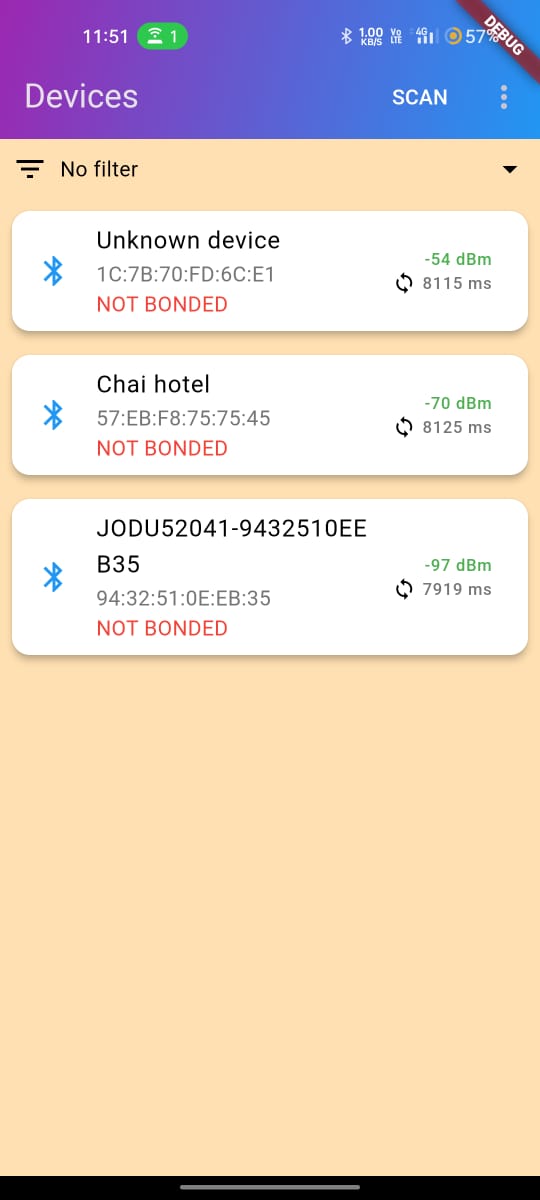 11:51 1 1.00 KB/S Vo LTE 4G 57%
DEBUG
Devices SCAN
No filter
Unknown device
1C:7B:70:FD:6C:E1
NOT BONDED
-54 dBm
8115 ms
Chai hotel
57:EB:F8:75:75:45
NOT BONDED
-70 dBm
8125 ms
JODU52041-9432510EE
B35
94:32:51:0E:EB:35
NOT BONDED
-97 dBm
7919 ms